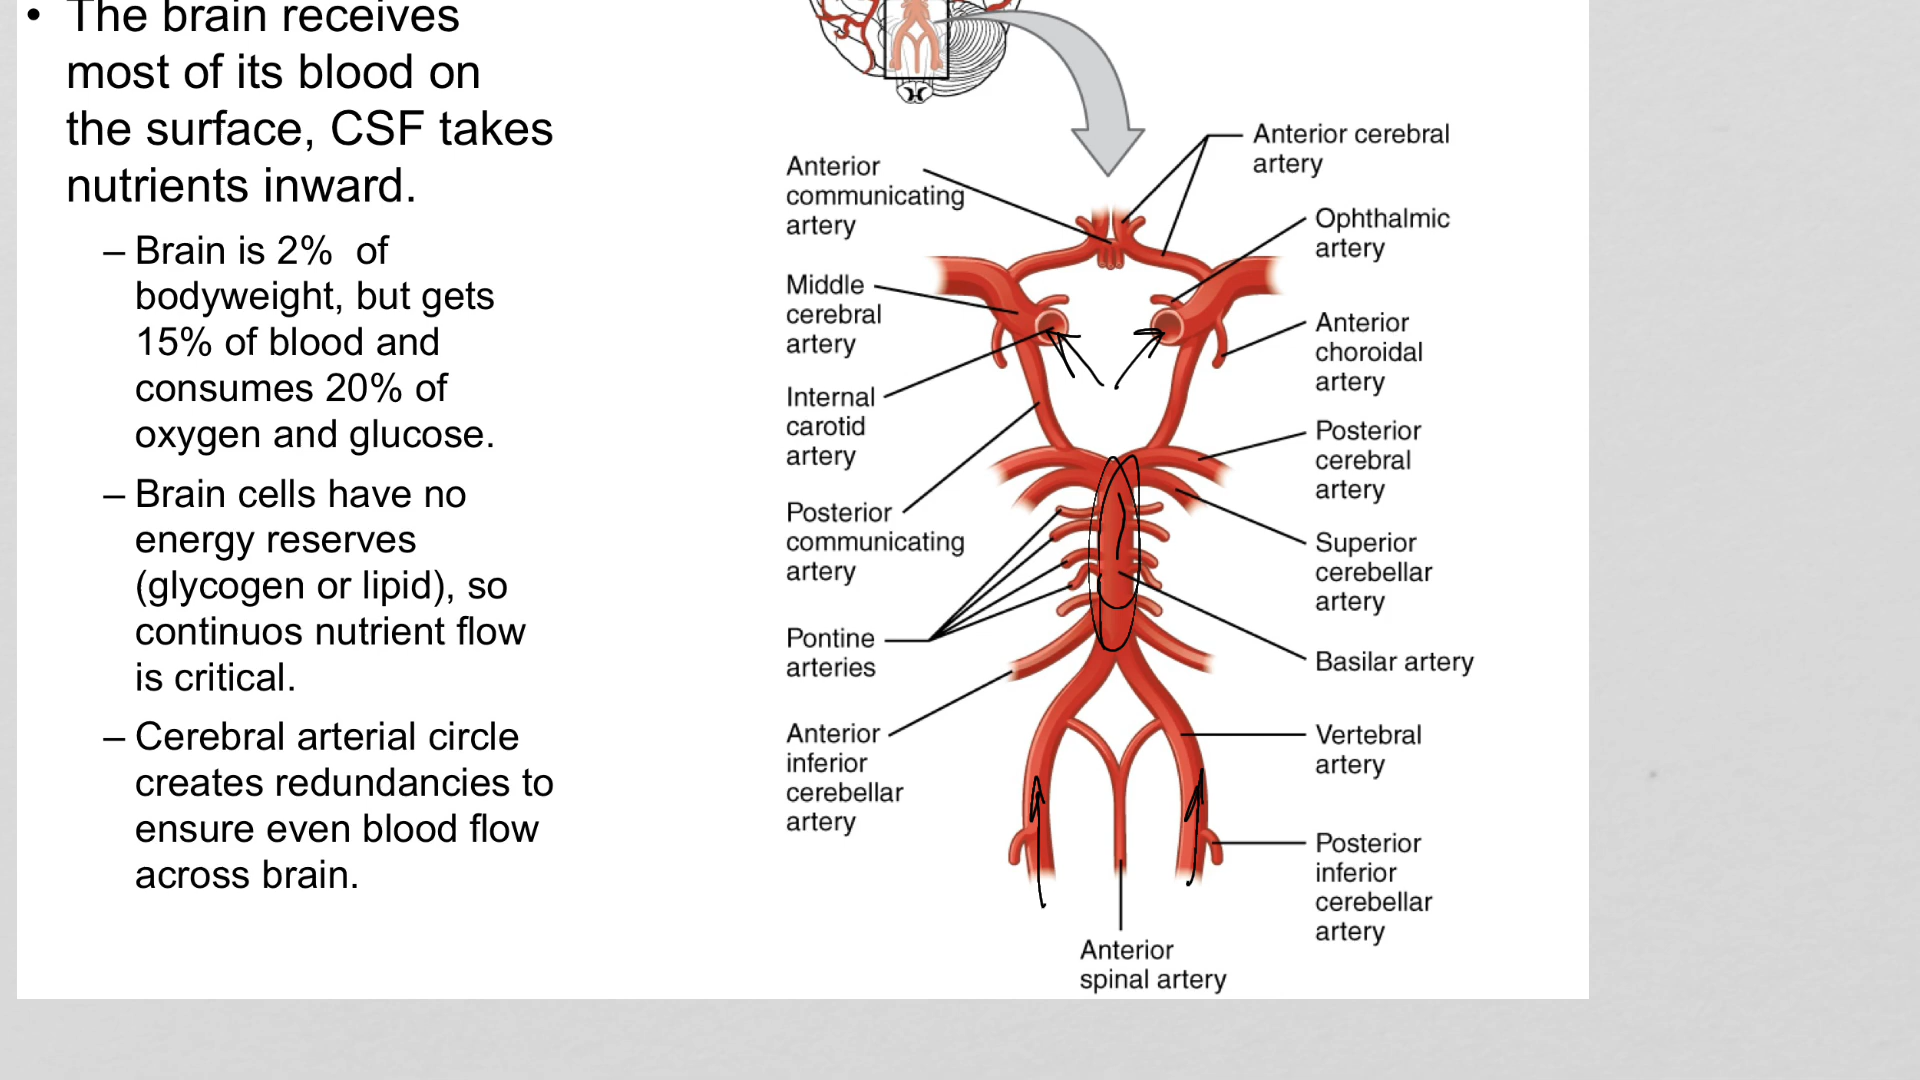 • The brain receives
most of its blood on
the surface, CSF takes
nutrients inward.
– Brain is 2%  of
bodyweight, but gets
15% of blood and
consumes 20% of
oxygen and glucose.
– Brain cells have no
energy reserves
(glycogen or lipid), so
continuos nutrient flow
is critical.
– Cerebral arterial circle
creates redundancies to
ensure even blood flow
across brain.
Anterior
communicating
artery
Middle
cerebral
artery
Internal
carotid
artery
Posterior
communicating
artery
Pontine
arteries
Anterior
inferior
cerebellar
artery
Anterior cerebral
artery
Ophthalmic
artery
Anterior
choroidal
artery
Posterior
cerebral
artery
Superior
cerebellar
artery
Basilar artery
Vertebral
artery
Posterior
inferior
cerebellar
artery
Anterior
spinal artery